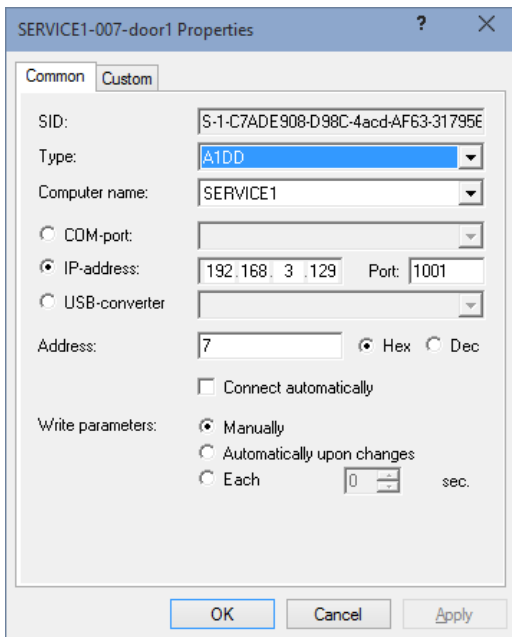 SERVICE1-007-door1 Properties ?
Common Custom
SID: S-1-C7ADE908-D98C-4acd-AF63-317956
Type: A1DD
Computer name: SERVICE1
COM-port:
IP-address: 192.168. 3 .129 Port: 1001
USB-converter
Address: 7 Hex Dec
Connect automatically
Write parameters: Manually
Automatically upon changes
Each 0 sec.
OK Cancel Apply